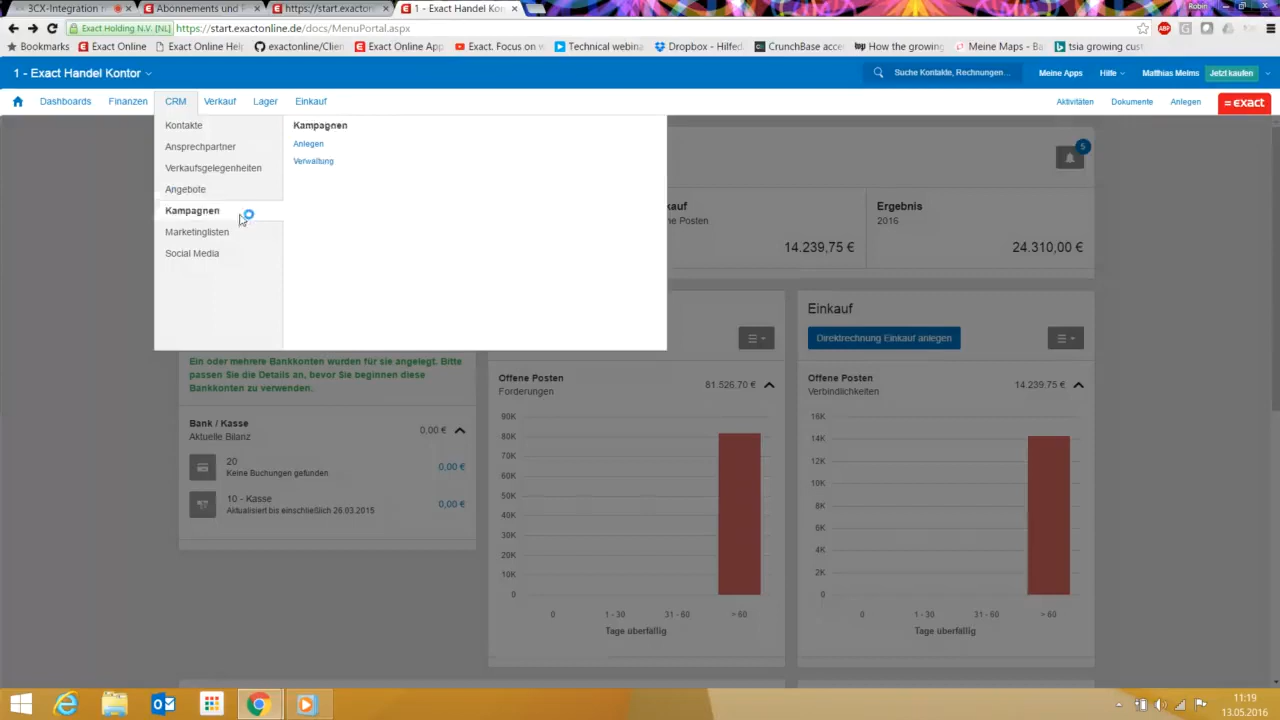 3CX-Integration n
Abonnements und
https://start.exactonlin
1 - Exact Handel Kon
Robin
Exact Holding N.V. [NL]
https://start.exactonline.de/docs/MenuPortal.aspx
Bookmarks
Exact Online
Exact Online Help
exactonline/Clien
Exact Online App
Exact. Focus on w
Technical webina
Dropbox - Hilfed
CrunchBase acce
How the growing
Meine Maps - Ba
tsia growing cust
1 - Exact Handel Kontor
Suche Kontakte, Rechnungen...
Meine Apps
Hilfe
Matthias Melms
Jetzt kaufen
Dashboards
Finanzen
CRM
Verkauf
Lager
Einkauf
Aktivitäten
Dokumente
Anlegen
= exact
Kontakte
Ansprechpartner
Verkaufsgelegenheiten
Angebote
Kampagnen
Marketinglisten
Social Media
Kampagnen
Anlegen
Verwaltung
5
kauf
ne Posten
14.239,75 €
Ergebnis
2016
24.310,00 €
Ein oder mehrere Bankkonten wurden für sie angelegt. Bitte
passen Sie die Details an, bevor Sie beginnen diese
Bankkonten zu verwenden.
Bank / Kasse
Aktuelle Bilanz
0,00 €
20
Keine Buchungen gefunden
0,00 €
10 - Kasse
Aktualisiert bis einschließlich 26.03.2015
0,00 €
Offene Posten
Forderungen
81.526,70 €
90K
80K
70K
60K
50K
40K
30K
20K
10K
0
0
1 - 30
31 - 60
> 60
Tage überfällig
Einkauf
Direktrechnung Einkauf anlegen
Offene Posten
Verbindlichkeiten
14.239,75 €
16K
14K
12K
10K
8K
6K
4K
2K
0
0
1 - 30
31 - 60
> 60
Tage überfällig
11:19
13.05.2016